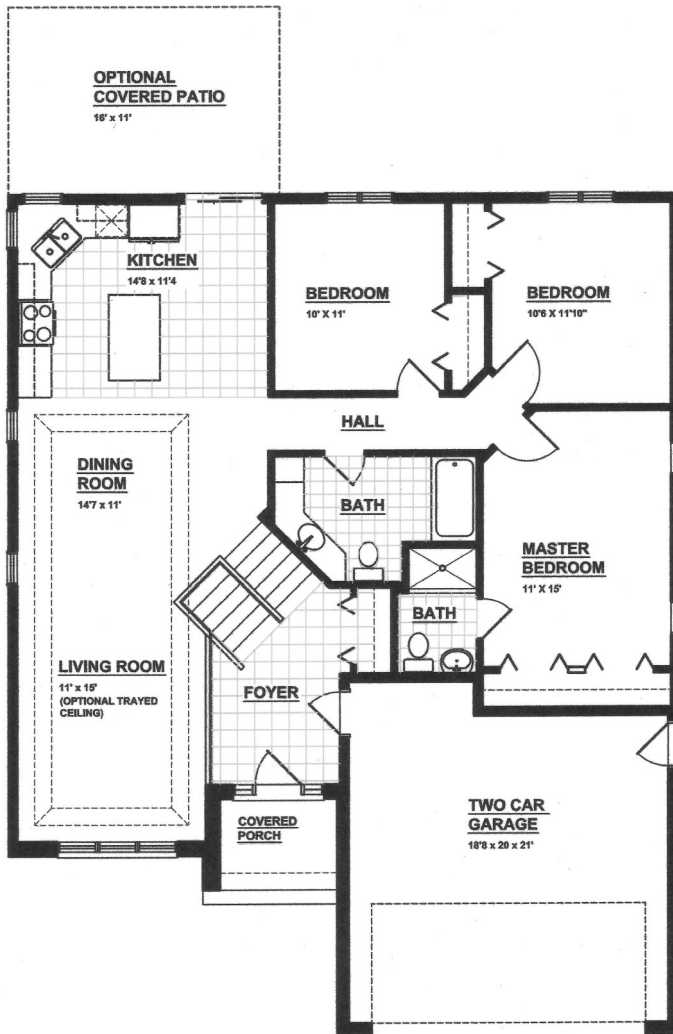 OPTIONAL
COVERED PATIO
16' x 11'
KITCHEN
14'8 x 11'4
BEDROOM
10' X 11'
BEDROOM
10'6 X 11'10"
HALL
DINING
ROOM
14'7 x 11'
BATH
MASTER
BEDROOM
11' X 15'
BATH
LIVING ROOM
11' x 15'
(OPTIONAL TRAYED
CEILING)
FOYER
COVERED
PORCH
TWO CAR
GARAGE
18'8 x 20 x 21'